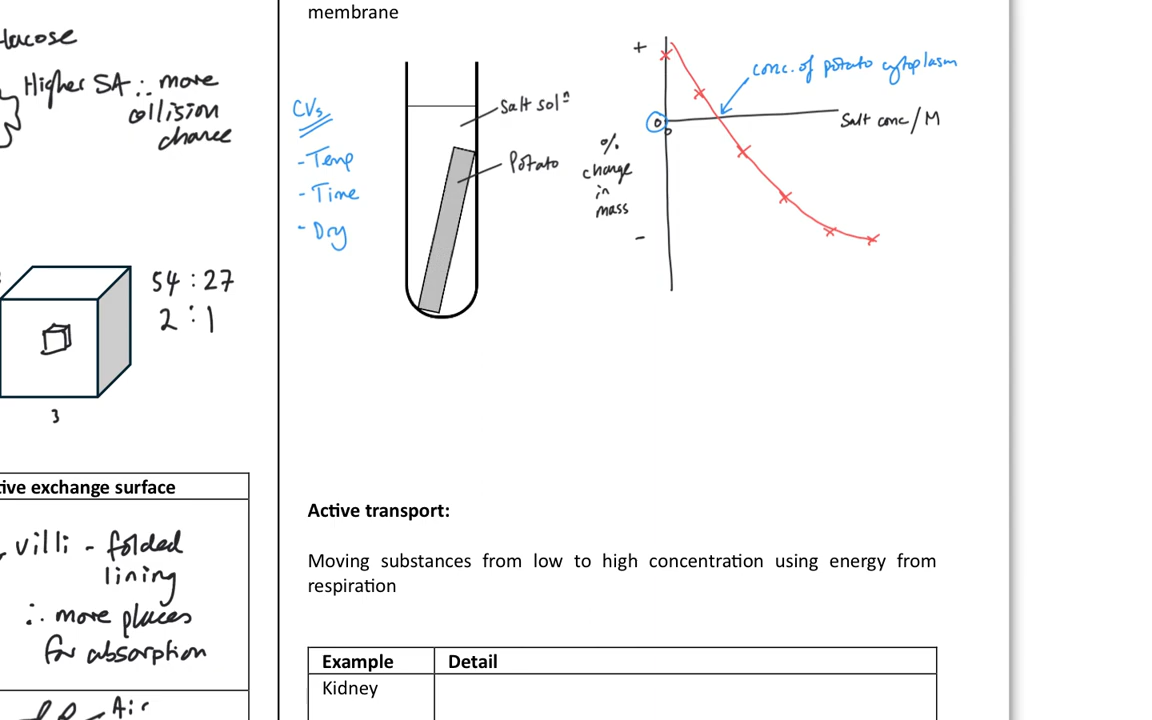 lucose
Higher SA ∴ more
collision
chance
54 : 27
2 : 1
3
ive exchange surface
villi - folded
lining
∴ more places
for absorption
Air
membrane
CVs
- Temp
- Time
- Dry
Salt solⁿ
Potato
+
conc. of potato cytoplasm
0
0
Salt conc/M
%
change
in
mass
-
Active transport:
Moving substances from low to high concentration using energy from
respiration
Example Detail
Kidney